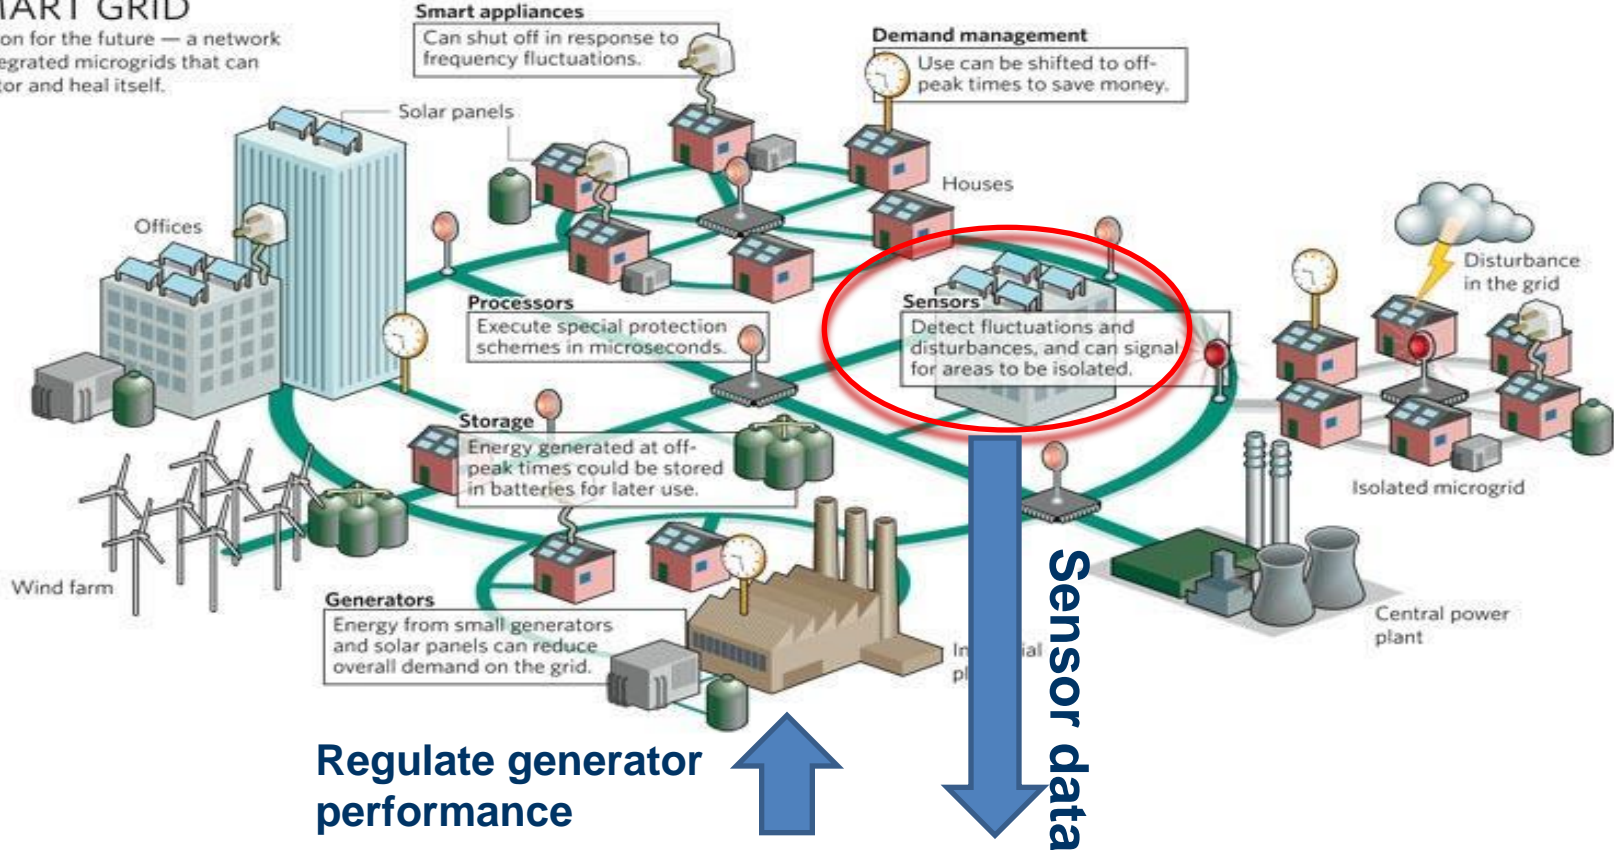 MART GRID
on for the future — a network
egrated microgrids that can
tor and heal itself.
Smart appliances
Can shut off in response to
frequency fluctuations.
Demand management
Use can be shifted to off-
peak times to save money.
Solar panels
Houses
Offices
Disturbance
in the grid
Processors
Execute special protection
schemes in microseconds.
Sensors
Detect fluctuations and
disturbances, and can signal
for areas to be isolated.
Storage
Energy generated at off-
peak times could be stored
in batteries for later use.
Isolated microgrid
Wind farm
Generators
Energy from small generators
and solar panels can reduce
overall demand on the grid.
Central power
plant
Sensor data
Regulate generator
performance